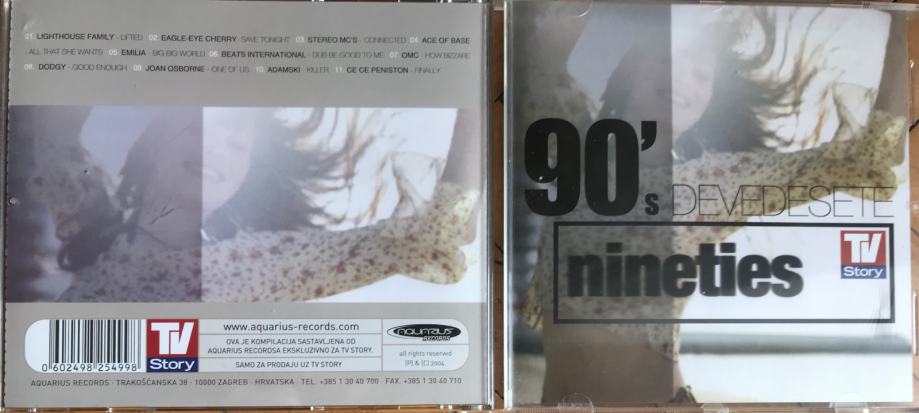 01. LIGHTHOUSE FAMILY - LIFTED 02. EAGLE-EYE CHERRY - SAVE TONIGHT 03. STEREO MC'S - CONNECTED 04. ACE OF BASE
- ALL THAT SHE WANTS 05. EMILIA - BIG BIG WORLD 06. BEATS INTERNATIONAL - DUB BE GOOD TO ME 07. OMC - HOW BIZZARE
08. DODGY - GOOD ENOUGH 09. JOAN OSBORNE - ONE OF US 10. ADAMSKI - KILLER 11. CE CE PENISTON - FINALLY
0 602498 254998
TV
Story
www.aquarius-records.com
OVA JE KOMPILACIJA SASTAVLJENA OD
AQUARIUS RECORDSA EKSKLUZIVNO ZA TV STORY.
SAMO ZA PRODAJU UZ TV STORY
AQUARIUS
RECORDS
all rights reserved
(P) & (C) 2004.
AQUARIUS RECORDS - TRAKOŠĆANSKA 38 - 10000 ZAGREB - HRVATSKA - TEL. +385 1 30 40 700 - FAX. +385 1 30 40 710
90's DEVEDESETE
nineties
TV
Story